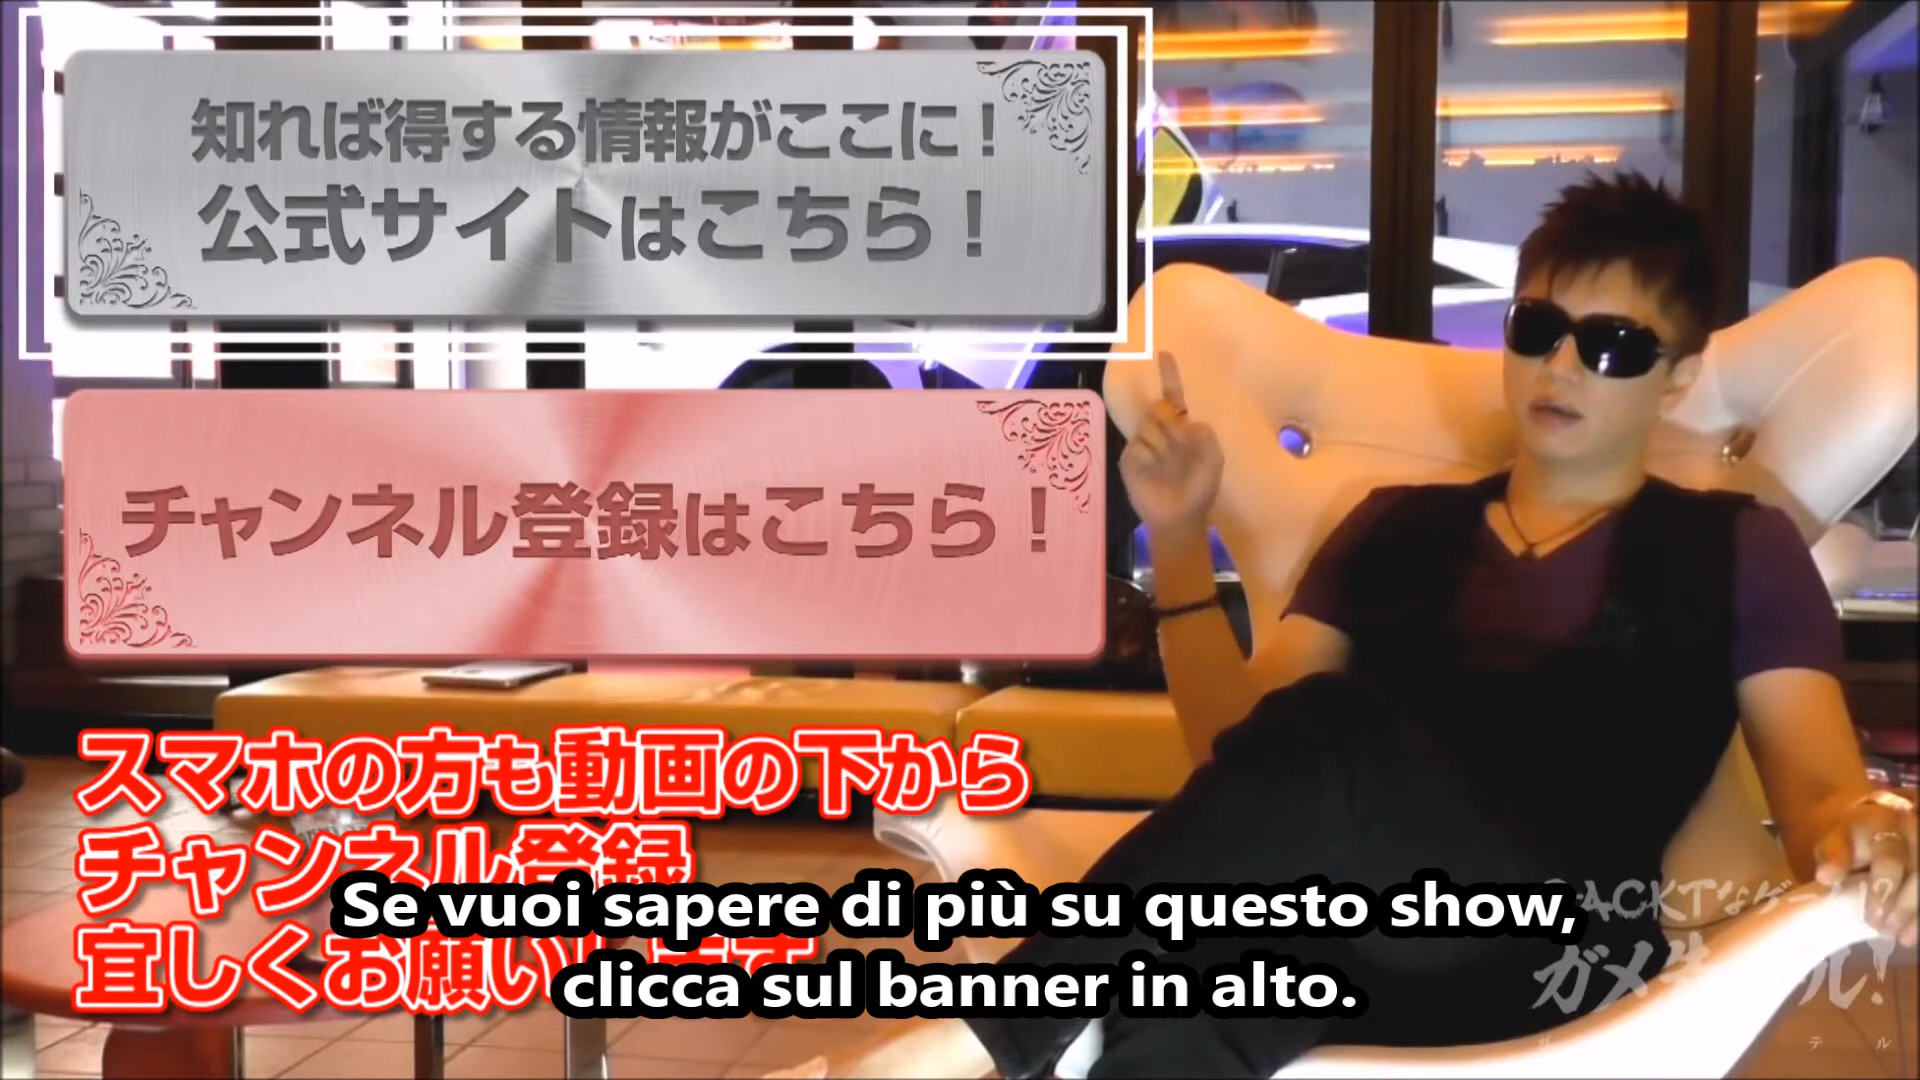 知れば得する情報がここに！
公式サイトはこちら！
チャンネル登録はこちら！
スマホの方も動画の下から
チャンネル登録
宜しくお願いします
Se vuoi sapere di più su questo show,
clicca sul banner in alto.